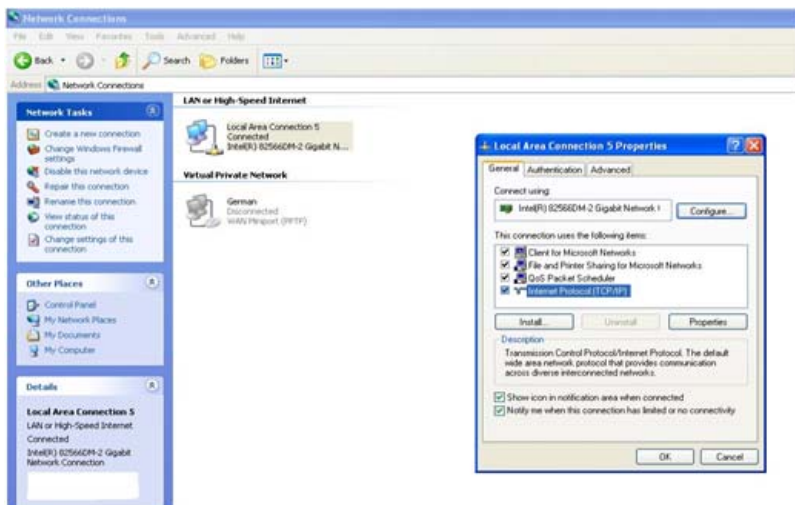 Network Connections
File Edit View Favorites Tools Advanced Help
Back Search Folders
Address Network Connections
Network Tasks
Create a new connection
Change Windows Firewall
settings
Disable this network device
Repair this connection
Rename this connection
View status of this
connection
Change settings of this
connection
Other Places
Control Panel
My Network Places
My Documents
My Computer
Details
Local Area Connection 5
LAN or High-Speed Internet
Connected
Intel(R) 82566DM-2 Gigabit
Network Connection
LAN or High-Speed Internet
Local Area Connection 5
Connected
Intel(R) 82566DM-2 Gigabit N...
Virtual Private Network
German
Disconnected
WAN Miniport (PPTP)
Local Area Connection 5 Properties
General Authentication Advanced
Connect using:
Intel(R) 82566DM-2 Gigabit Network
Configure...
This connection uses the following items:
Client for Microsoft Networks
File and Printer Sharing for Microsoft Networks
QoS Packet Scheduler
Internet Protocol (TCP/IP)
Install... Uninstall Properties
Description
Transmission Control Protocol/Internet Protocol. The default
wide area network protocol that provides communication
across diverse interconnected networks.
Show icon in notification area when connected
Notify me when this connection has limited or no connectivity
OK Cancel